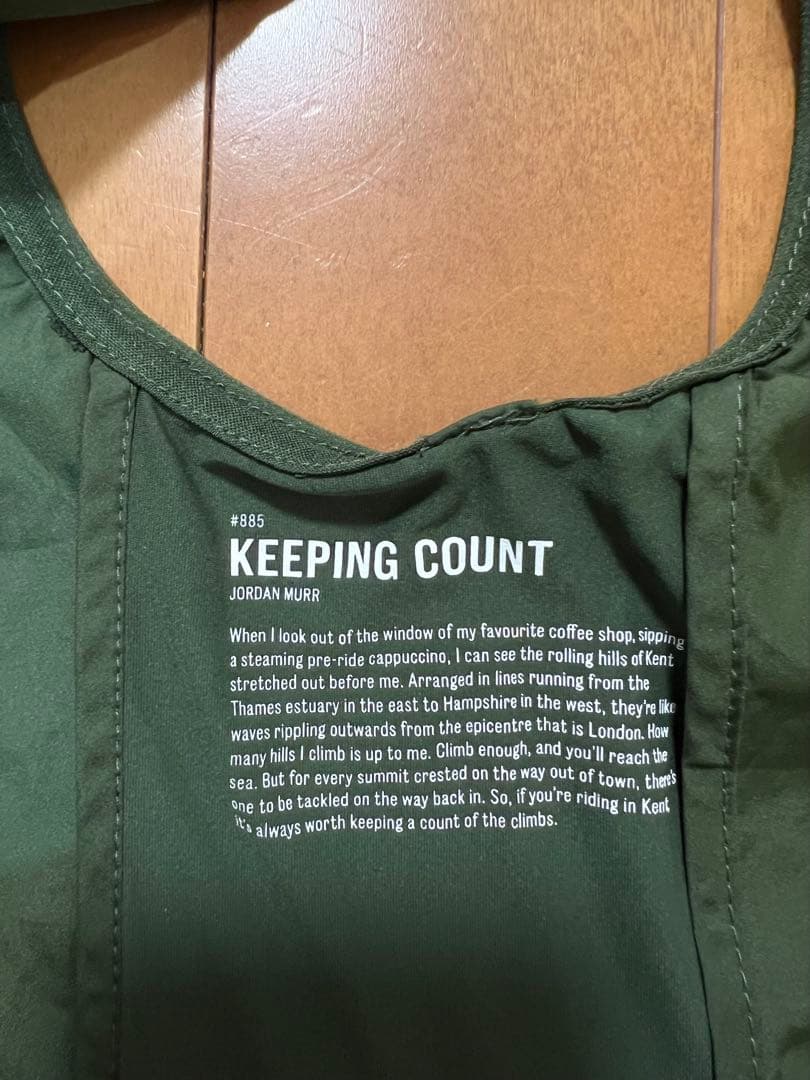 #885
KEEPING COUNT
JORDAN MURR
When I look out of the window of my favourite coffee shop, sipping
a steaming pre-ride cappuccino, I can see the rolling hills of Kent
stretched out before me. Arranged in lines running from the
Thames estuary in the east to Hampshire in the west, they're like
waves rippling outwards from the epicentre that is London. How
many hills I climb is up to me. Climb enough, and you'll reach the
sea. But for every summit crested on the way out of town, there's
one to be tackled on the way back in. So, if you're riding in Kent
it's always worth keeping a count of the climbs.